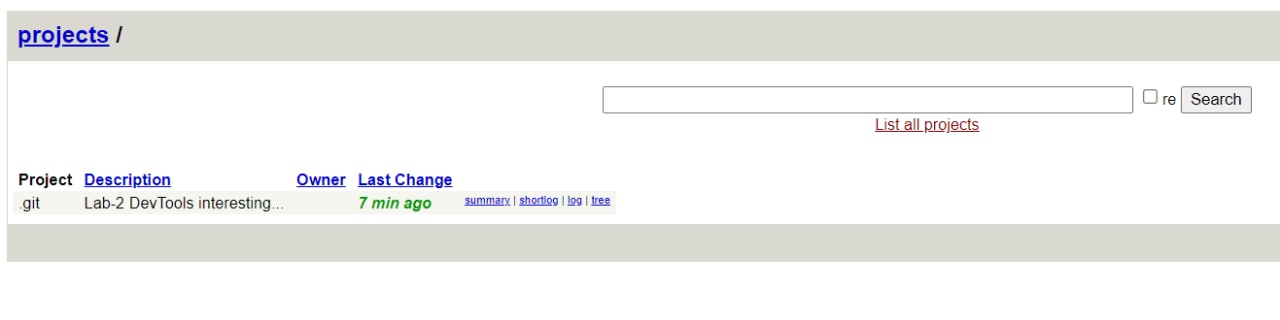 projects /
re Search
List all projects
Project Description Owner Last Change
.git Lab-2 DevTools interesting... 7 min ago summary | shortlog | log | tree